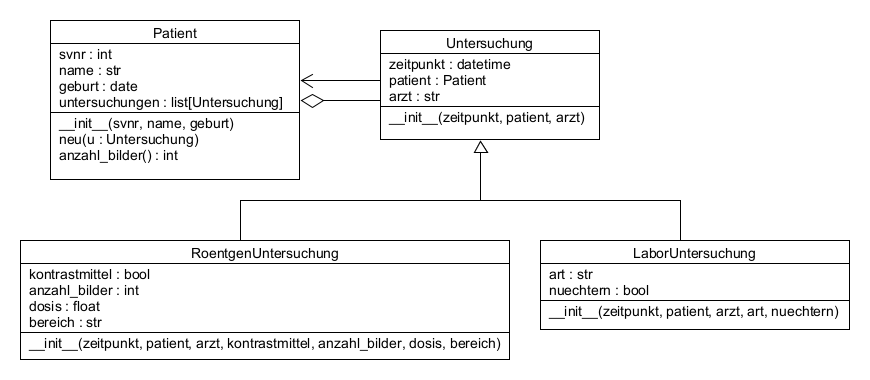 Patient
svnr : int
name : str
geburt : date
untersuchungen : list[Untersuchung]
__init__(svnr, name, geburt)
neu(u : Untersuchung)
anzahl_bilder() : int
Untersuchung
zeitpunkt : datetime
patient : Patient
arzt : str
__init__(zeitpunkt, patient, arzt)
RoentgenUntersuchung
kontrastmittel : bool
anzahl_bilder : int
dosis : float
bereich : str
__init__(zeitpunkt, patient, arzt, kontrastmittel, anzahl_bilder, dosis, bereich)
LaborUntersuchung
art : str
nuechtern : bool
__init__(zeitpunkt, patient, arzt, art, nuechtern)